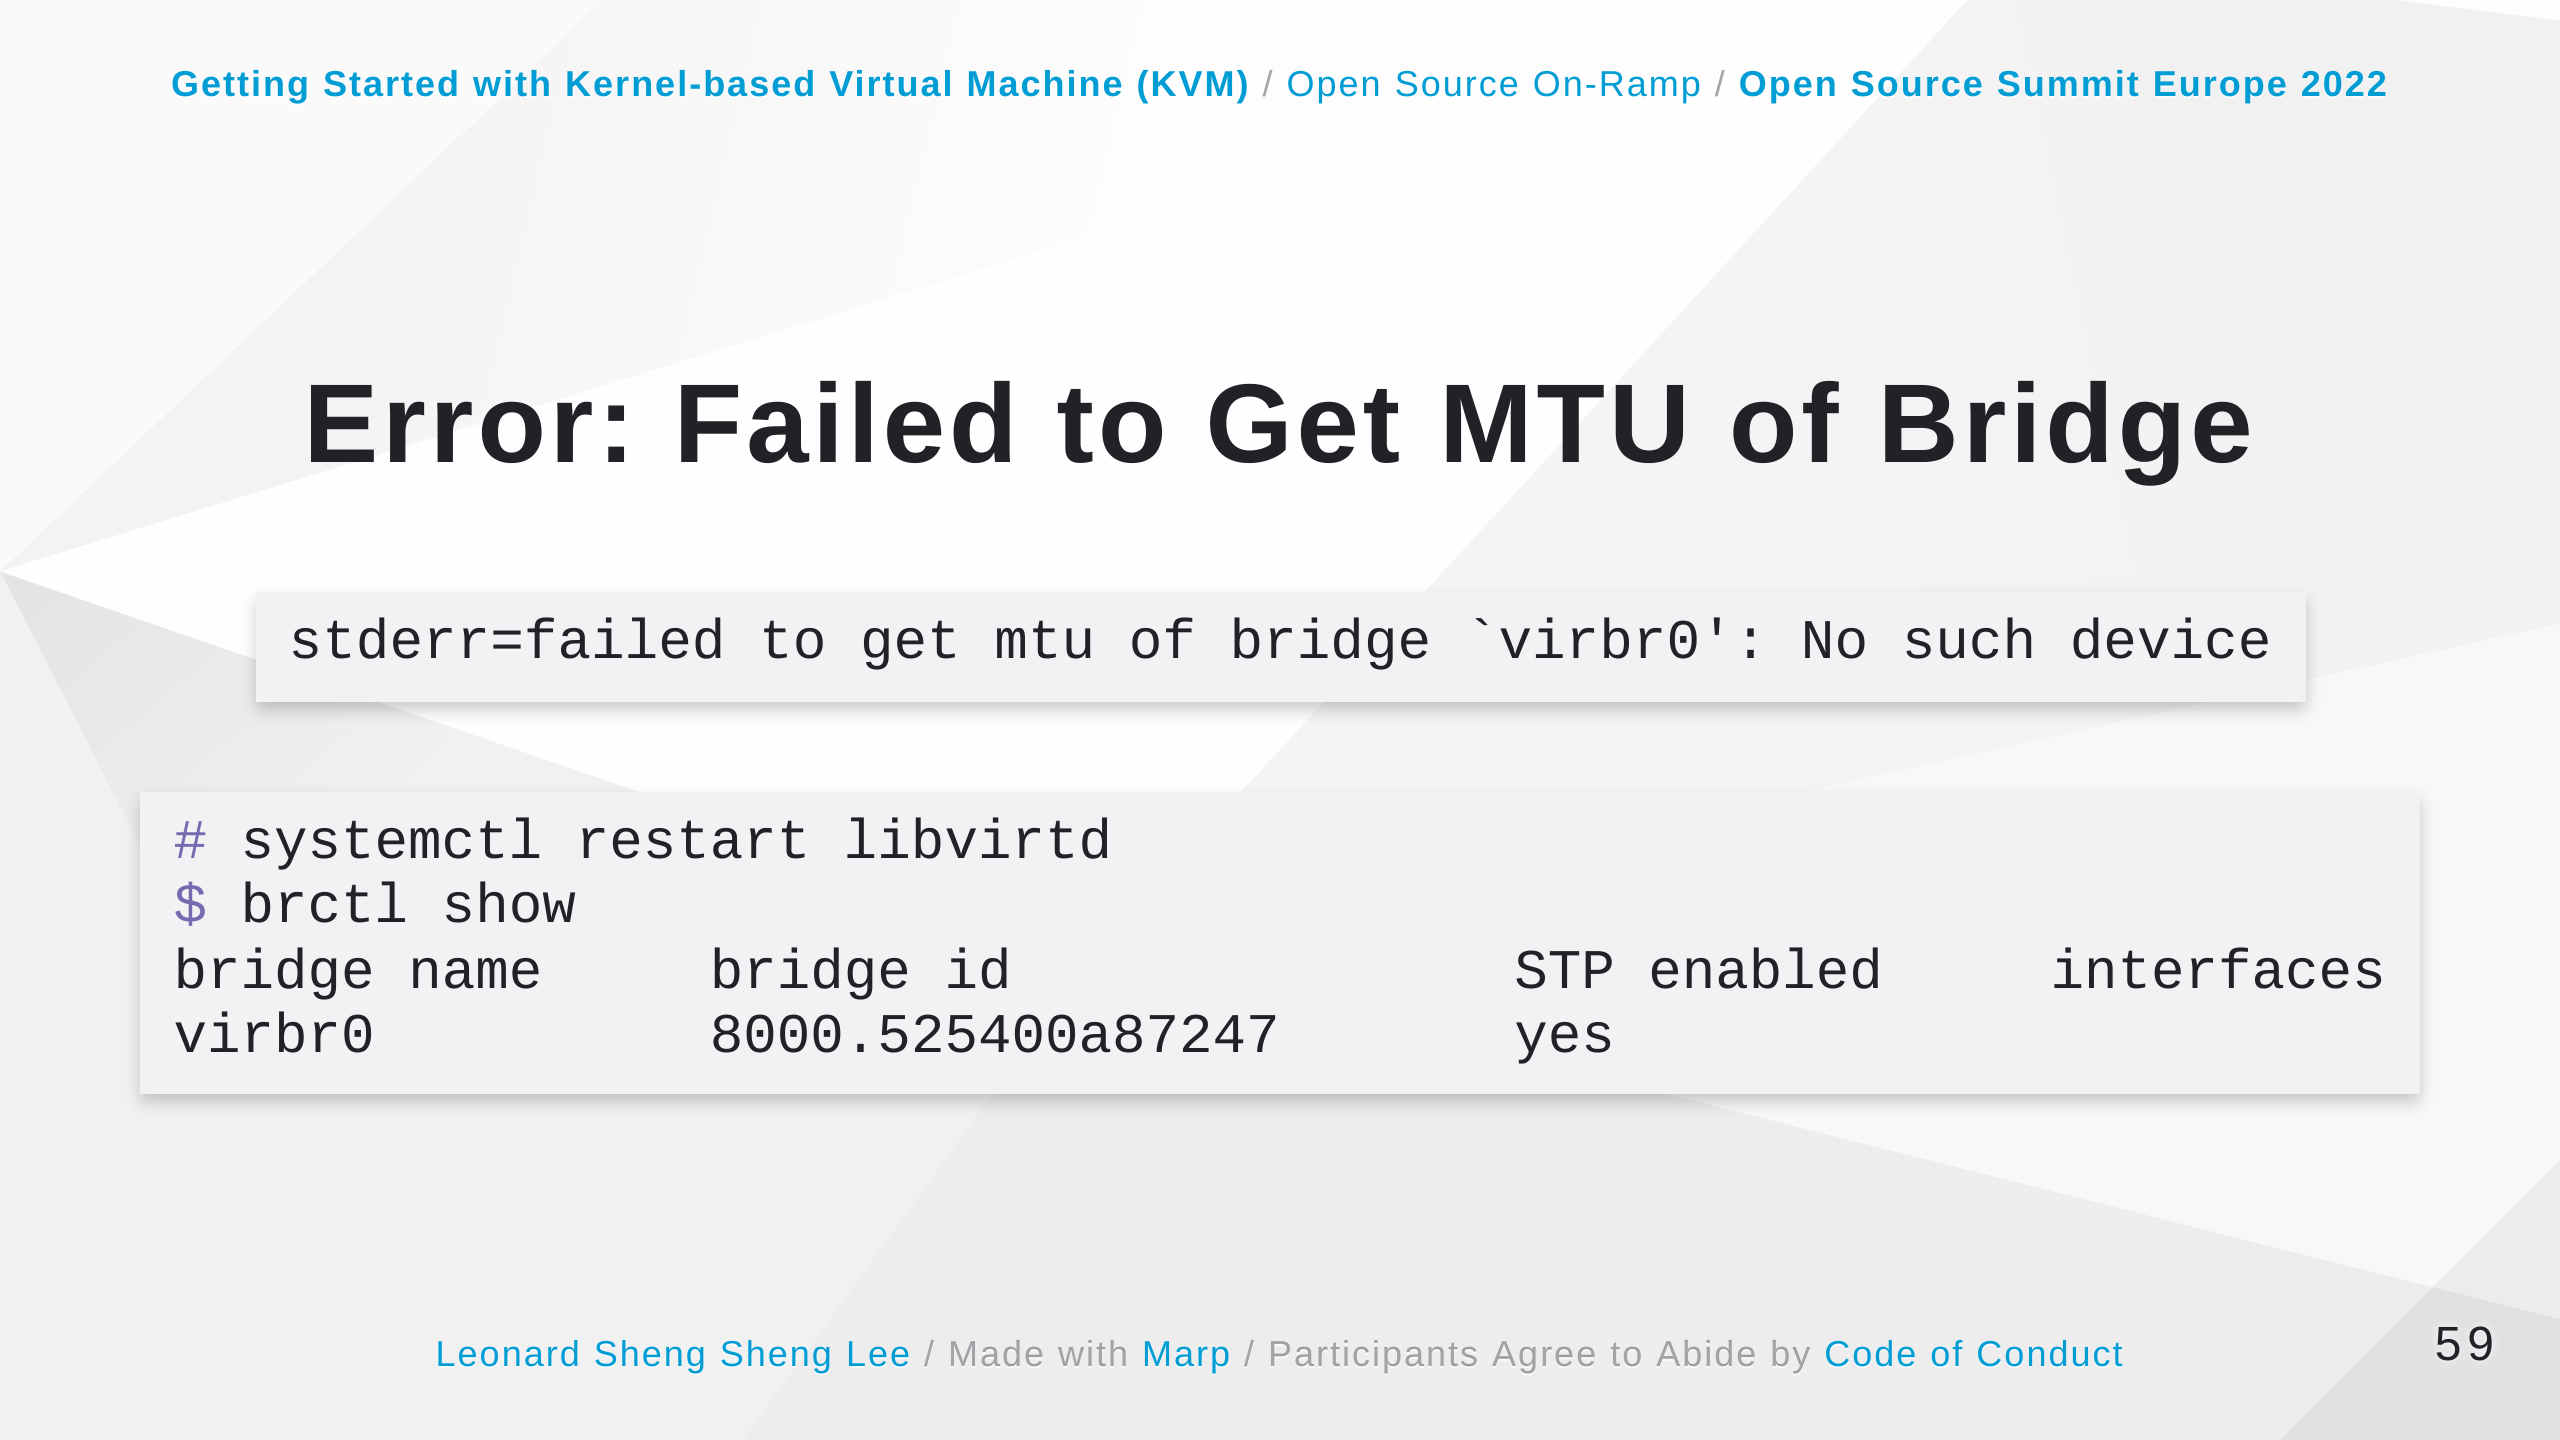 Getting Started with Kernel-based Virtual Machine (KVM) / Open Source On-Ramp / Open Source Summit Europe 2022
Error: Failed to Get MTU of Bridge
stderr=failed to get mtu of bridge `virbr0': No such device
# systemctl restart libvirtd
$ brctl show
bridge name     bridge id               STP enabled     interfaces
virbr0          8000.525400a87247       yes
Leonard Sheng Sheng Lee / Made with Marp / Participants Agree to Abide by Code of Conduct
59